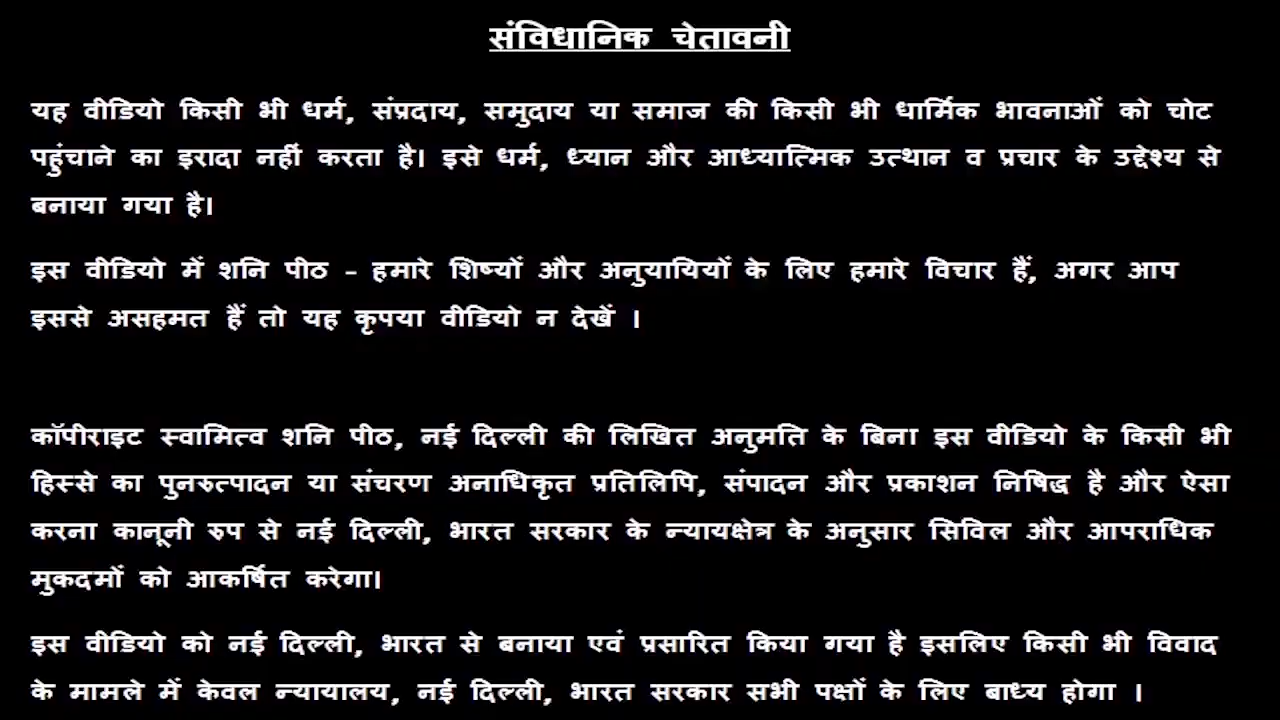 संविधानिक चेतावनी
यह वीडियो किसी भी धर्म, संप्रदाय, समुदाय या समाज की किसी भी धार्मिक भावनाओं को चोट
पहुंचाने का इरादा नहीं करता है। इसे धर्म, ध्यान और आध्यात्मिक उत्थान व प्रचार के उद्देश्य से
बनाया गया है।
इस वीडियो में शनि पीठ – हमारे शिष्यों और अनुयायियों के लिए हमारे विचार हैं, अगर आप
इससे असहमत हैं तो यह कृपया वीडियो न देखें ।
कॉपीराइट स्वामित्व शनि पीठ, नई दिल्ली की लिखित अनुमति के बिना इस वीडियो के किसी भी
हिस्से का पुनरुत्पादन या संचरण अनाधिकृत प्रतिलिपि, संपादन और प्रकाशन निषिद्ध है और ऐसा
करना कानूनी रुप से नई दिल्ली, भारत सरकार के न्यायक्षेत्र के अनुसार सिविल और आपराधिक
मुकदमों को आकर्षित करेगा।
इस वीडियो को नई दिल्ली, भारत से बनाया एवं प्रसारित किया गया है इसलिए किसी भी विवाद
के मामले में केवल न्यायालय, नई दिल्ली, भारत सरकार सभी पक्षों के लिए बाध्य होगा ।